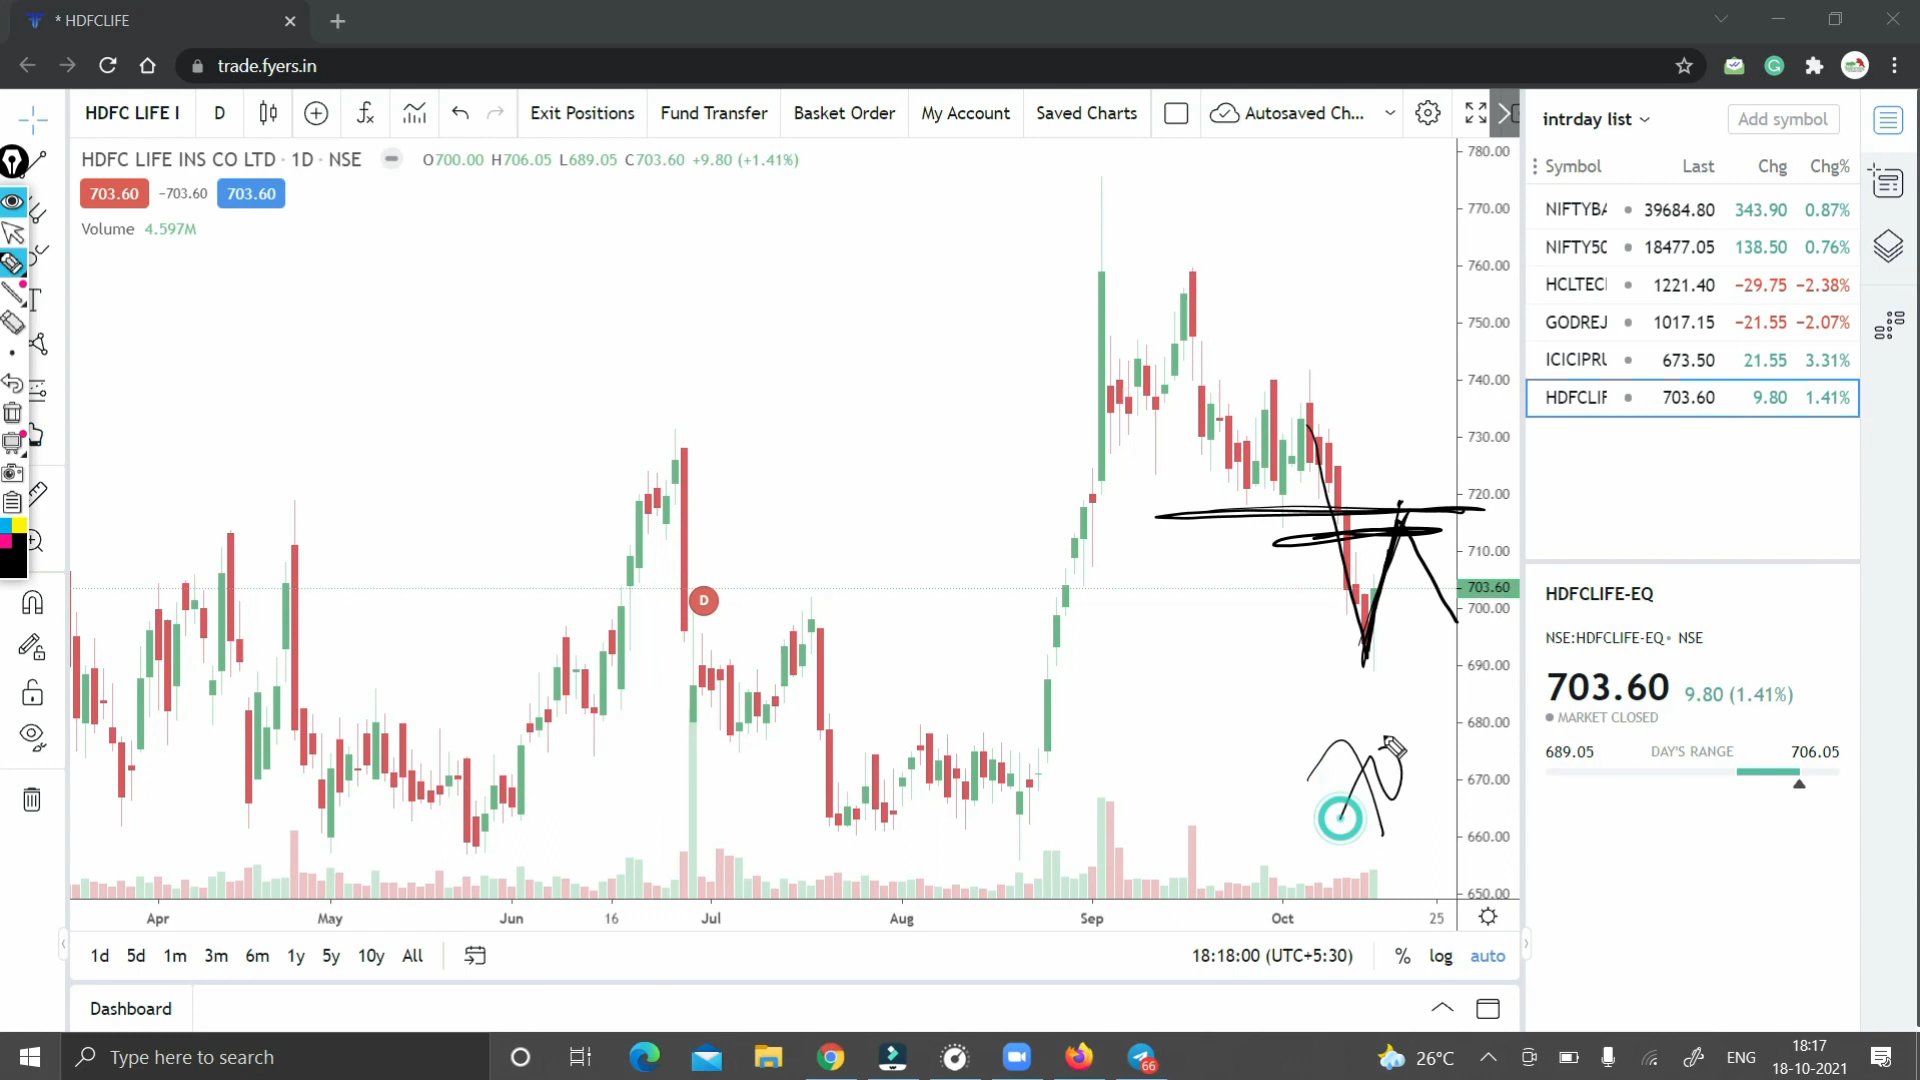 * HDFCLIFE
trade.fyers.in
HDFC LIFE I D Exit Positions Fund Transfer Basket Order My Account Saved Charts Autosaved Ch...
HDFC LIFE INS CO LTD · 1D · NSE O700.00 H706.05 L689.05 C703.60 +9.80 (+1.41%)
703.60 −703.60 703.60
Volume 4.597M
780.00
770.00
760.00
750.00
740.00
730.00
720.00
710.00
703.60
700.00
690.00
680.00
670.00
660.00
650.00
D
Apr May Jun 16 Jul Aug Sep Oct 25
1d 5d 1m 3m 6m 1y 5y 10y All 18:18:00 (UTC+5:30) % log auto
Dashboard
intrday list Add symbol
Symbol Last Chg Chg%
NIFTYBA 39684.80 343.90 0.87%
NIFTY50 18477.05 138.50 0.76%
HCLTECH 1221.40 −29.75 −2.38%
GODREJ 1017.15 −21.55 −2.07%
ICICIPRU 673.50 21.55 3.31%
HDFCLIF 703.60 9.80 1.41%
HDFCLIFE-EQ
NSE:HDFCLIFE-EQ • NSE
703.60 9.80 (1.41%)
MARKET CLOSED
689.05 DAY'S RANGE 706.05
Type here to search
66
26°C ENG 18:17
18-10-2021